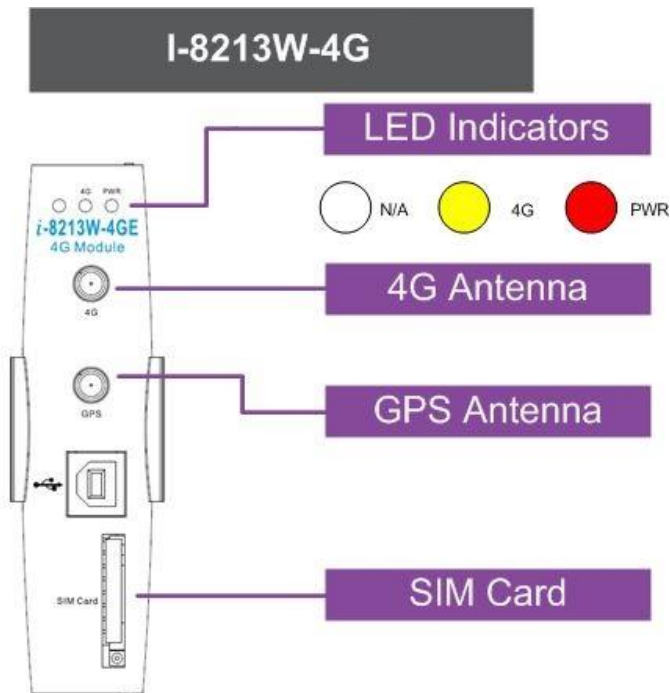 I-8213W-4G
LED Indicators
N/A 4G PWR
4G PWR
i-8213W-4GE
4G Module
4G Antenna
4G
GPS Antenna
GPS
SIM Card
SIM Card